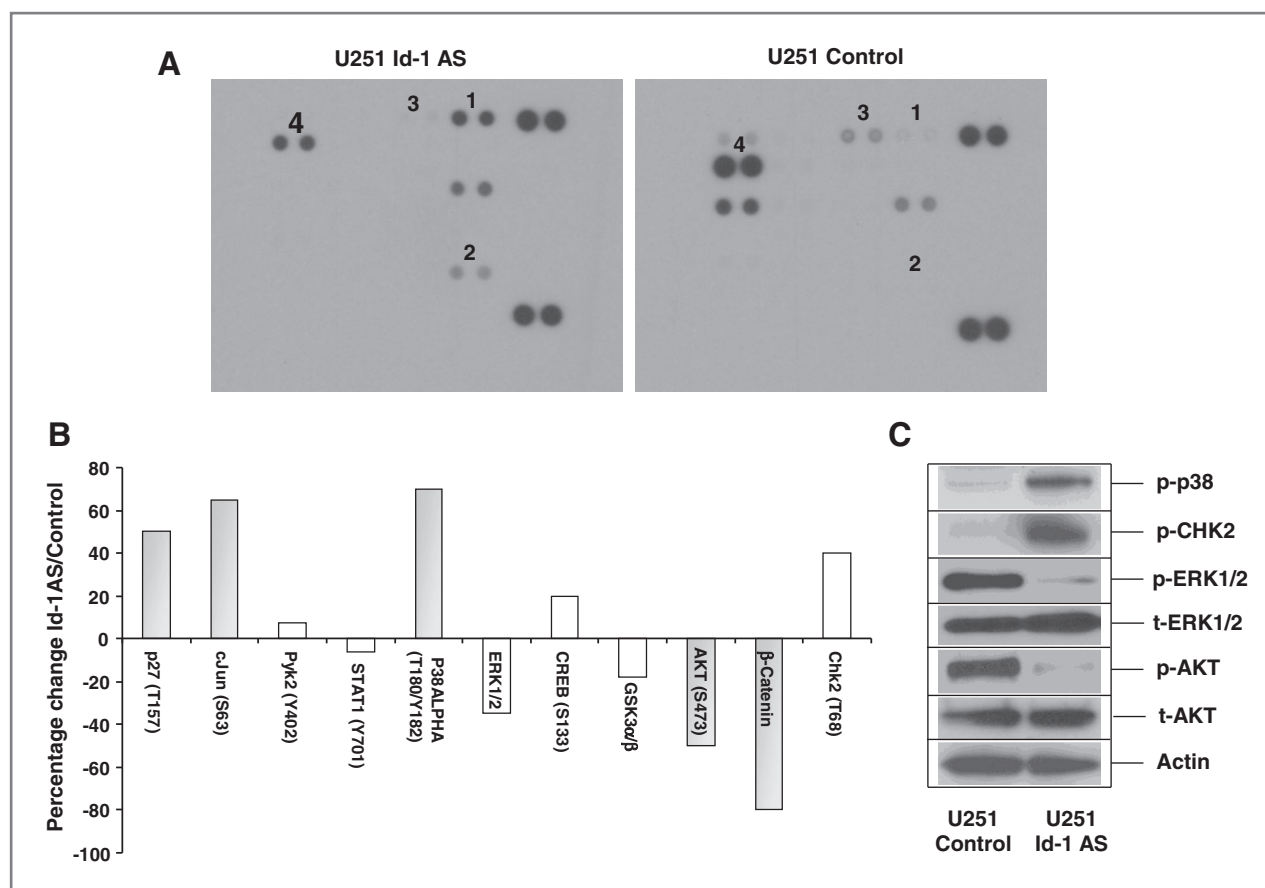 A
U251 Id-1 AS
U251 Control
4
3
1
2
4
3
1
2
B
Percentage change Id-1AS/Control
80
60
40
20
0
-20
-40
-60
-80
-100
p27 (T157)
cJun (S63)
Pyk2 (Y402)
STAT1 (Y701)
P38ALPHA
(T180/Y182)
ERK1/2
CREB (S133)
GSK3α/β
AKT (S473)
β-Catenin
Chk2 (T68)
C
p-p38
p-CHK2
p-ERK1/2
t-ERK1/2
p-AKT
t-AKT
Actin
U251
Control
U251
Id-1 AS